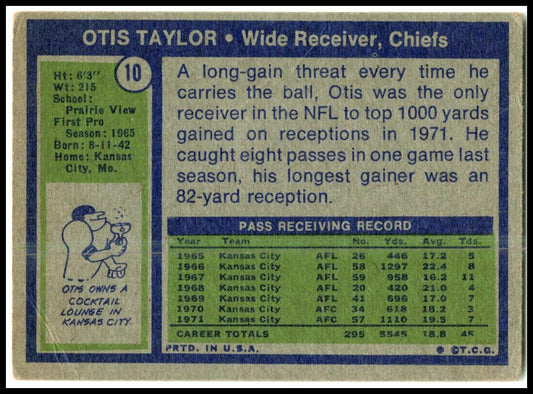 OTIS TAYLOR • Wide Receiver, Chiefs
10
Ht: 6'3"
Wt: 215
School:
Prairie View
First Pro
Season: 1965
Born: 8-11-42
Home: Kansas
City, Mo.
OTIS OWNS A
COCKTAIL
LOUNGE IN
KANSAS CITY.
A long-gain threat every time he
carries the ball, Otis was the only
receiver in the NFL to top 1000 yards
gained on receptions in 1971. He
caught eight passes in one game last
season, his longest gainer was an
82-yard reception.
PASS RECEIVING RECORD
Year Team No. Yds. Avg. Tds.
1965 Kansas City AFL 26 446 17.2 5
1966 Kansas City AFL 58 1297 22.4 8
1967 Kansas City AFL 59 958 16.2 11
1968 Kansas City AFL 20 420 21.0 4
1969 Kansas City AFL 41 696 17.0 7
1970 Kansas City AFC 34 618 18.2 3
1971 Kansas City AFC 57 1110 19.5 7
CAREER TOTALS 295 5545 18.8 45
PRTD. IN U.S.A. * ©T.C.G.